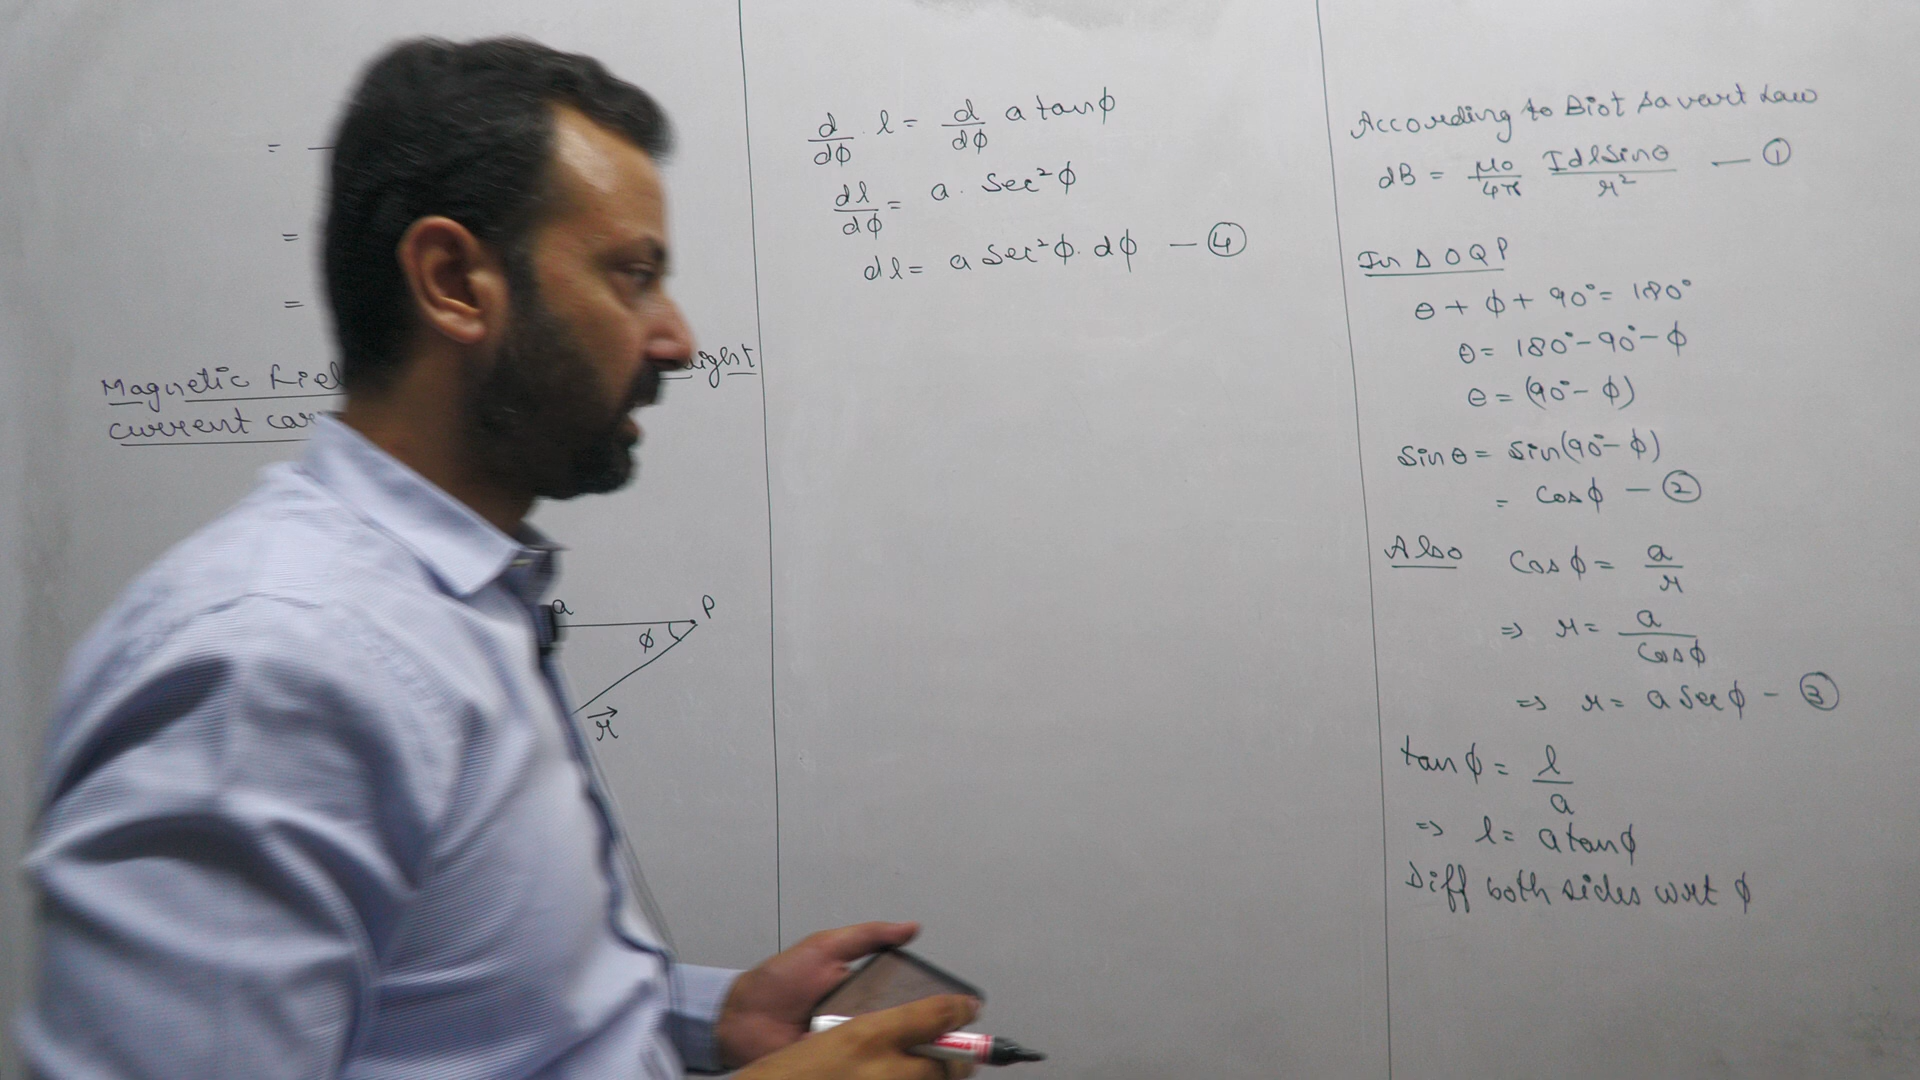 =
=
=
Magnetic
current
a
P
ϕ
r
d/dϕ . l = d/dϕ a tanϕ
dl/dϕ = a . Sec²ϕ
dl = a Sec²ϕ . dϕ — ④
According to Biot Savart Law
dB = μ₀/4π IdlSinθ/r² — ①
In Δ OQP
θ + ϕ + 90° = 180°
θ = 180° - 90° - ϕ
θ = (90° - ϕ)
Sinθ = Sin(90° - ϕ)
= Cosϕ — ②
Also Cosϕ = a/r
⇒ r = a/Cosϕ
⇒ r = a Secϕ - ③
tanϕ = l/a
⇒ l = a tanϕ
Diff both sides wrt ϕ